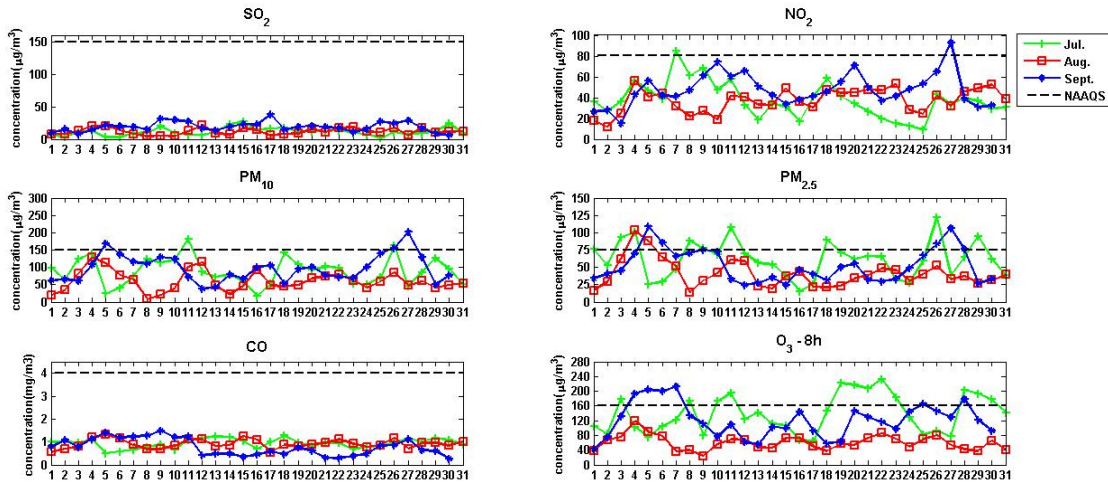 SO2
concentration(μg/m3)
150
100
50
0
1 2 3 4 5 6 7 8 9 10 11 12 13 14 15 16 17 18 19 20 21 22 23 24 25 26 27 28 29 30 31
NO2
concentration(μg/m3)
100
80
60
40
20
0
1 2 3 4 5 6 7 8 9 10 11 12 13 14 15 16 17 18 19 20 21 22 23 24 25 26 27 28 29 30 31
Jul.
Aug.
Sept.
NAAQS
PM10
concentration(μg/m3)
300
250
200
150
100
50
0
1 2 3 4 5 6 7 8 9 10 11 12 13 14 15 16 17 18 19 20 21 22 23 24 25 26 27 28 29 30 31
PM2.5
concentration(μg/m3)
150
125
100
75
50
25
0
1 2 3 4 5 6 7 8 9 10 11 12 13 14 15 16 17 18 19 20 21 22 23 24 25 26 27 28 29 30 31
CO
concentration(mg/m3)
4
3
2
1
0
1 2 3 4 5 6 7 8 9 10 11 12 13 14 15 16 17 18 19 20 21 22 23 24 25 26 27 28 29 30 31
O3 - 8h
concentration(μg/m3)
280
240
200
160
120
80
40
0
1 2 3 4 5 6 7 8 9 10 11 12 13 14 15 16 17 18 19 20 21 22 23 24 25 26 27 28 29 30 31